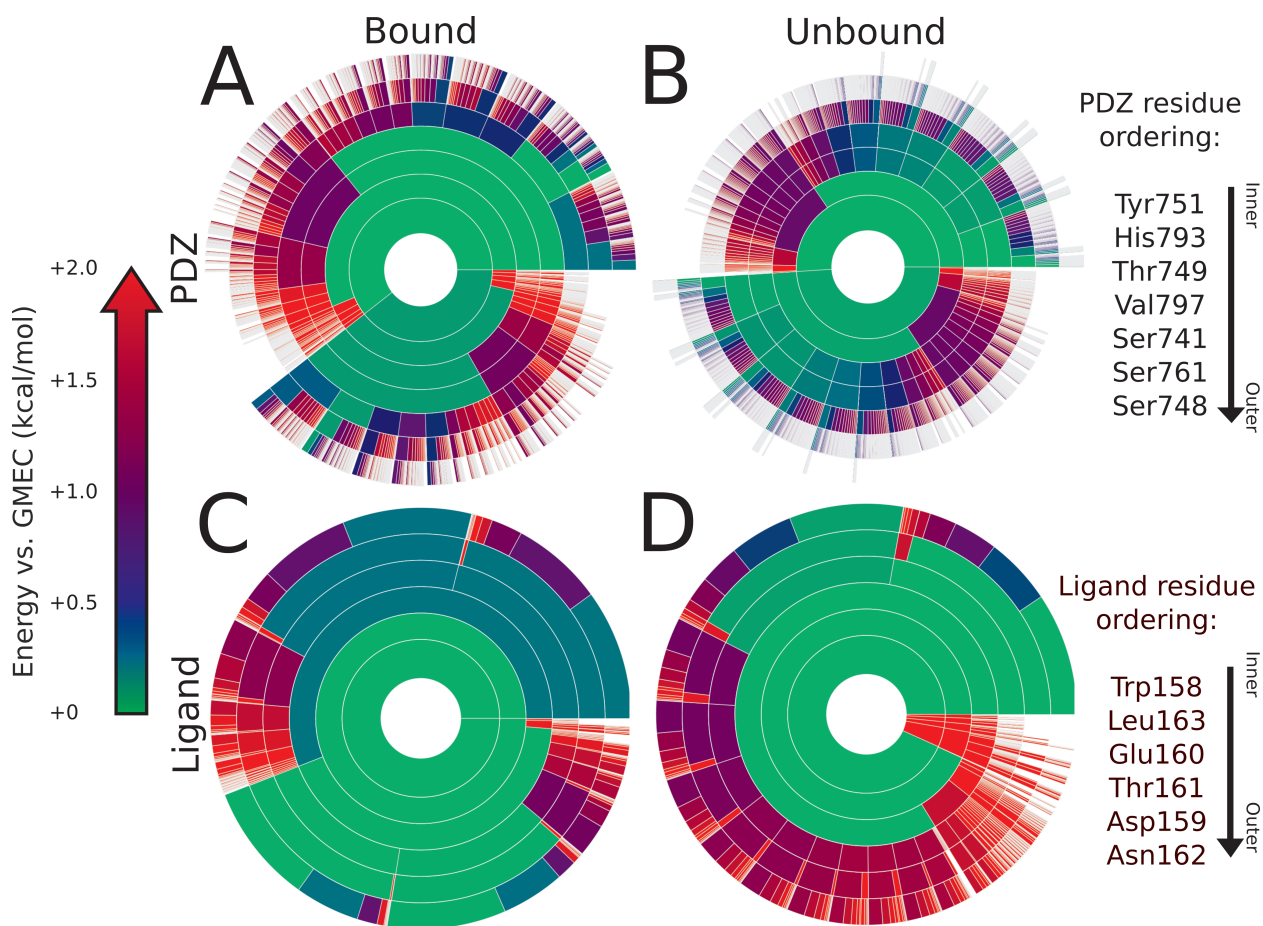 Bound
Unbound
A
B
PDZ residue
ordering:
Inner
Tyr751
His793
Thr749
Val797
Ser741
Ser761
Ser748
Outer
PDZ
Energy vs. GMEC (kcal/mol)
+2.0
+1.5
+1.0
+0.5
+0
C
D
Ligand residue
ordering:
Inner
Trp158
Leu163
Glu160
Thr161
Asp159
Asn162
Outer
Ligand